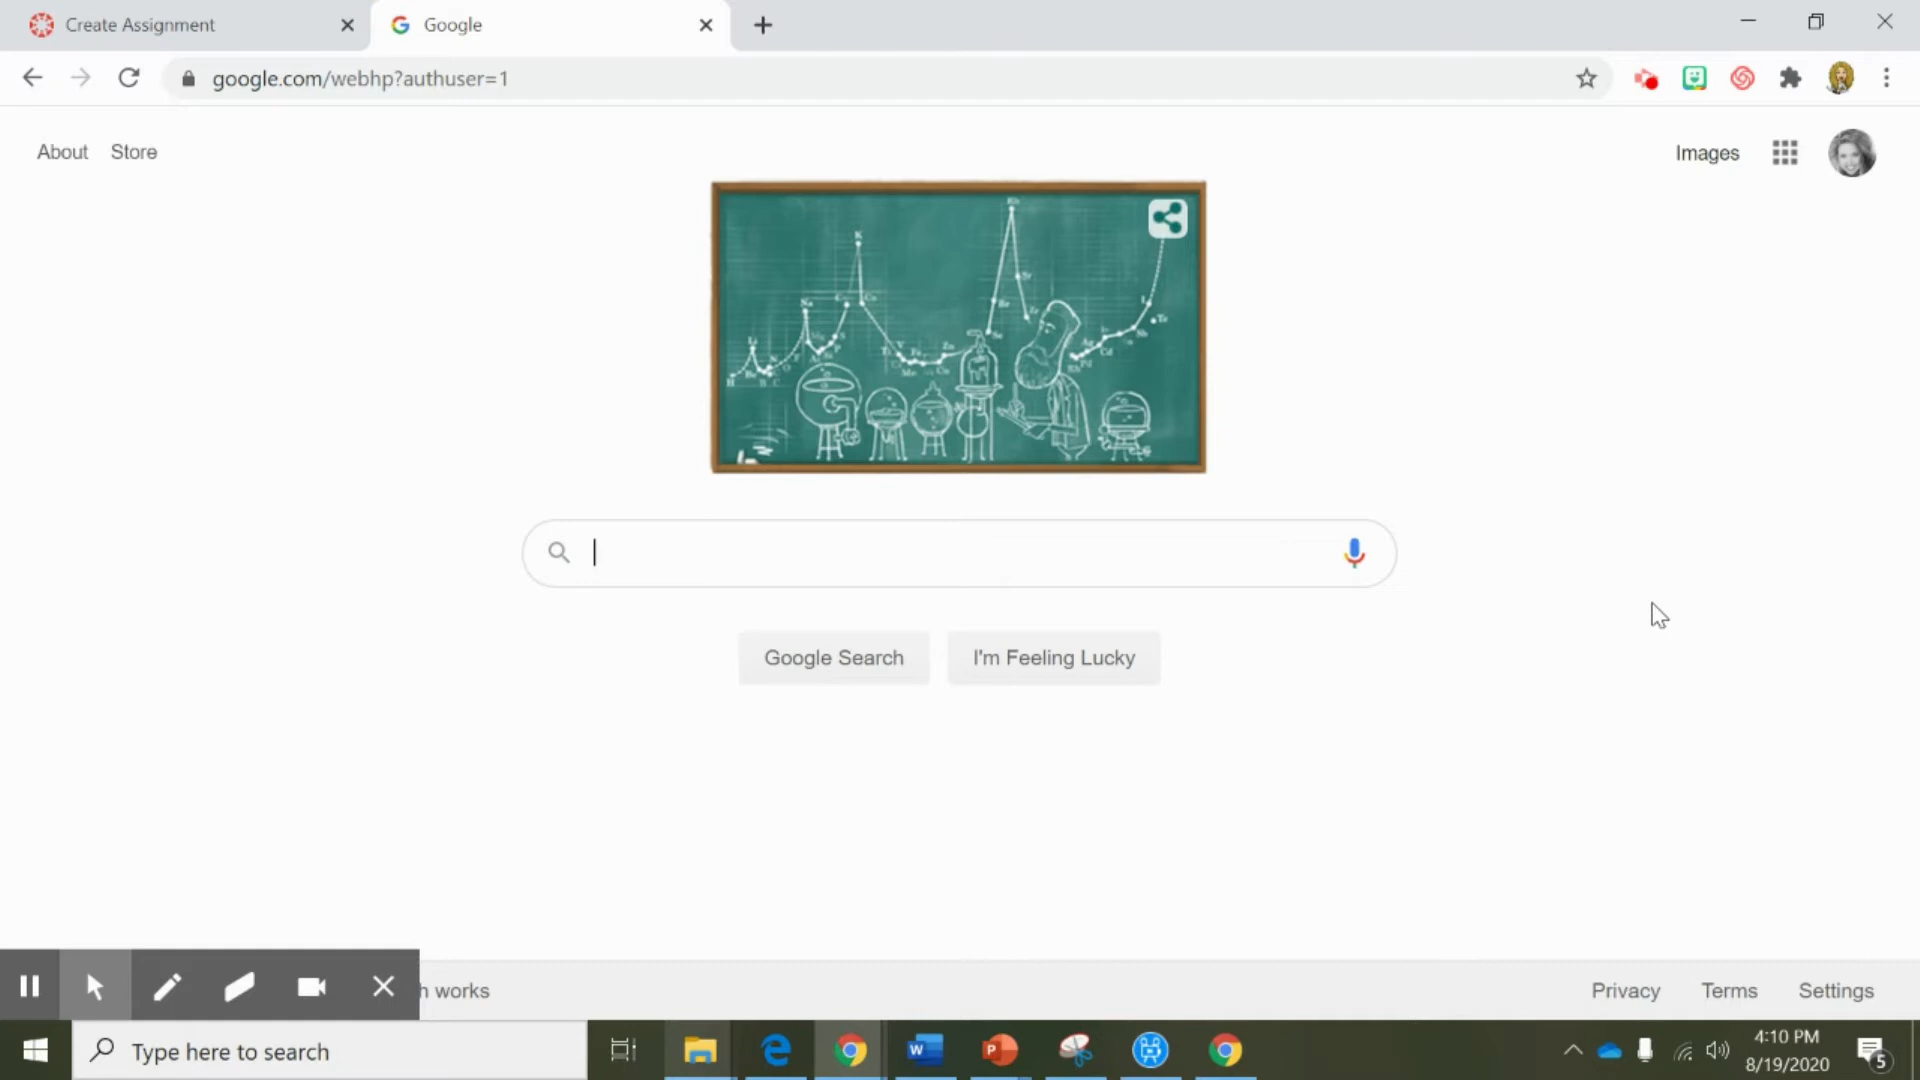 Create Assignment
Google
google.com/webhp?authuser=1
About Store
Images
Google Search
I'm Feeling Lucky
h works
Privacy Terms Settings
Type here to search
4:10 PM
8/19/2020
5